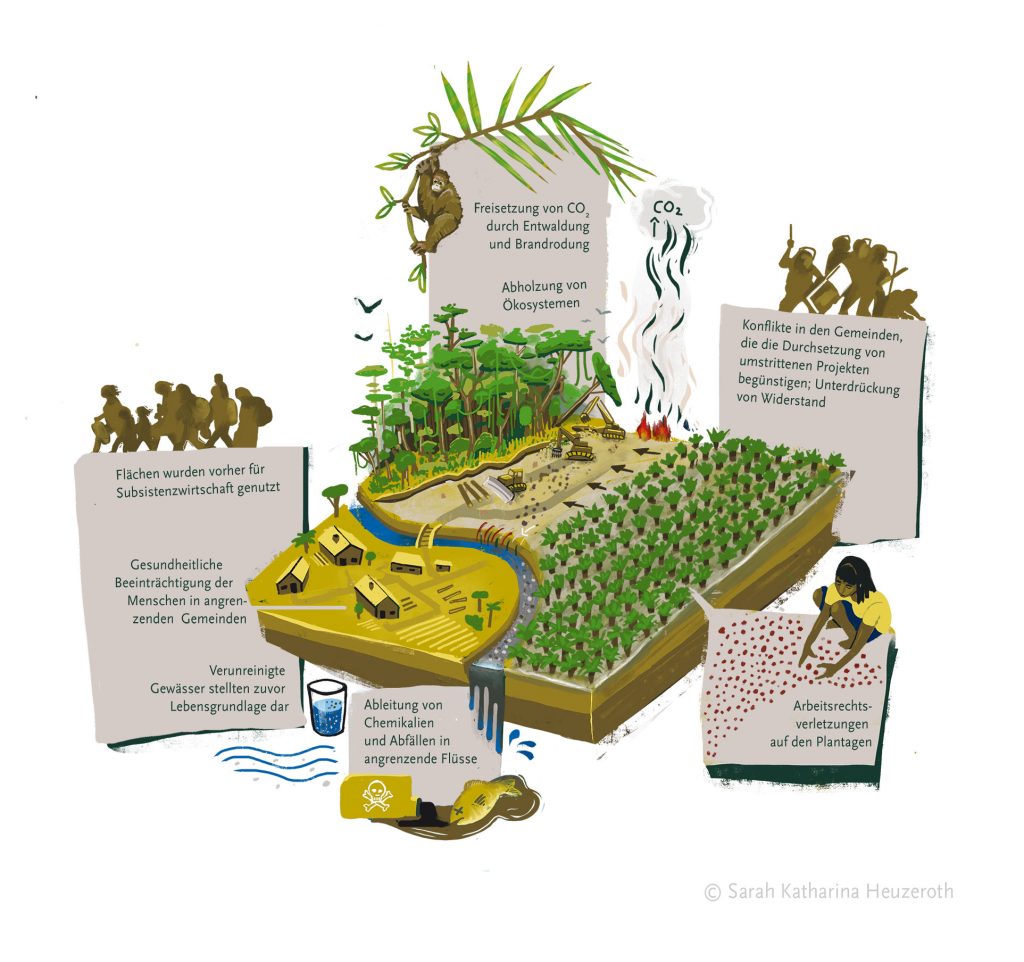 Freisetzung von CO₂
durch Entwaldung
und Brandrodung
Abholzung von
Ökosystemen
CO₂
Konflikte in den Gemeinden,
die die Durchsetzung von
umstrittenen Projekten
begünstigen; Unterdrückung
von Widerstand
Flächen wurden vorher für
Subsistenzwirtschaft genutzt
Gesundheitliche
Beeinträchtigung der
Menschen in angren-
zenden Gemeinden
Verunreinigte
Gewässer stellten zuvor
Lebensgrundlage dar
Ableitung von
Chemikalien
und Abfällen in
angrenzende Flüsse
Arbeitsrechts-
verletzungen
auf den Plantagen
© Sarah Katharina Heuzeroth